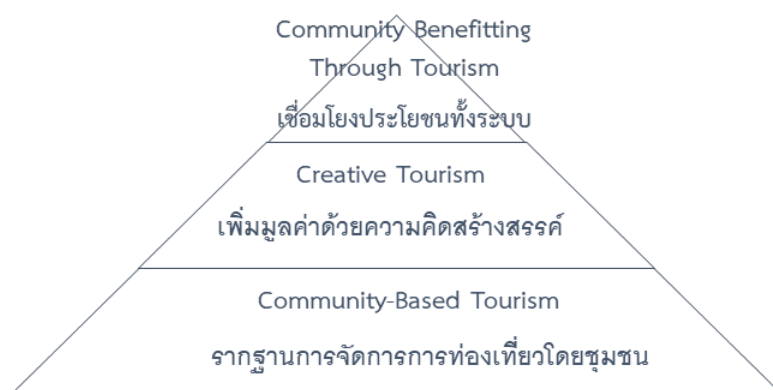 Community Benefitting
Through Tourism
เชื่อมโยงประโยชนทั้งระบบ
Creative Tourism
เพิ่มมูลค่าด้วยความคิดสร้างสรรค์
Community-Based Tourism
รากฐานการจัดการการท่องเที่ยวโดยชุมชน